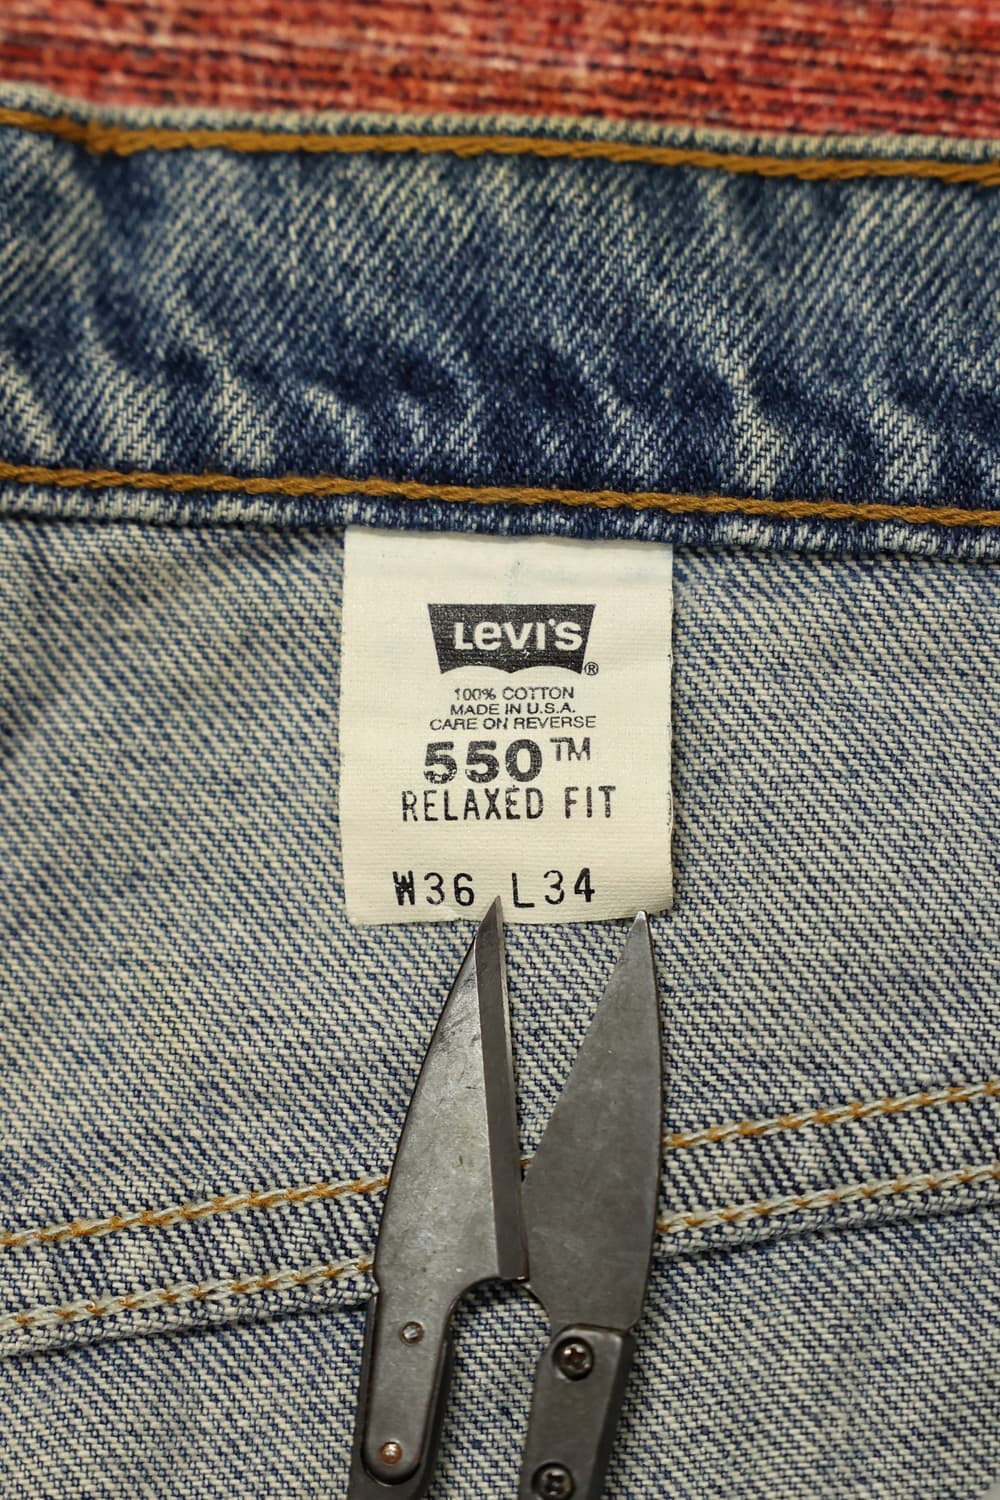 Levi's®
100% COTTON
MADE IN U.S.A.
CARE ON REVERSE
550™
RELAXED FIT
W36 L34